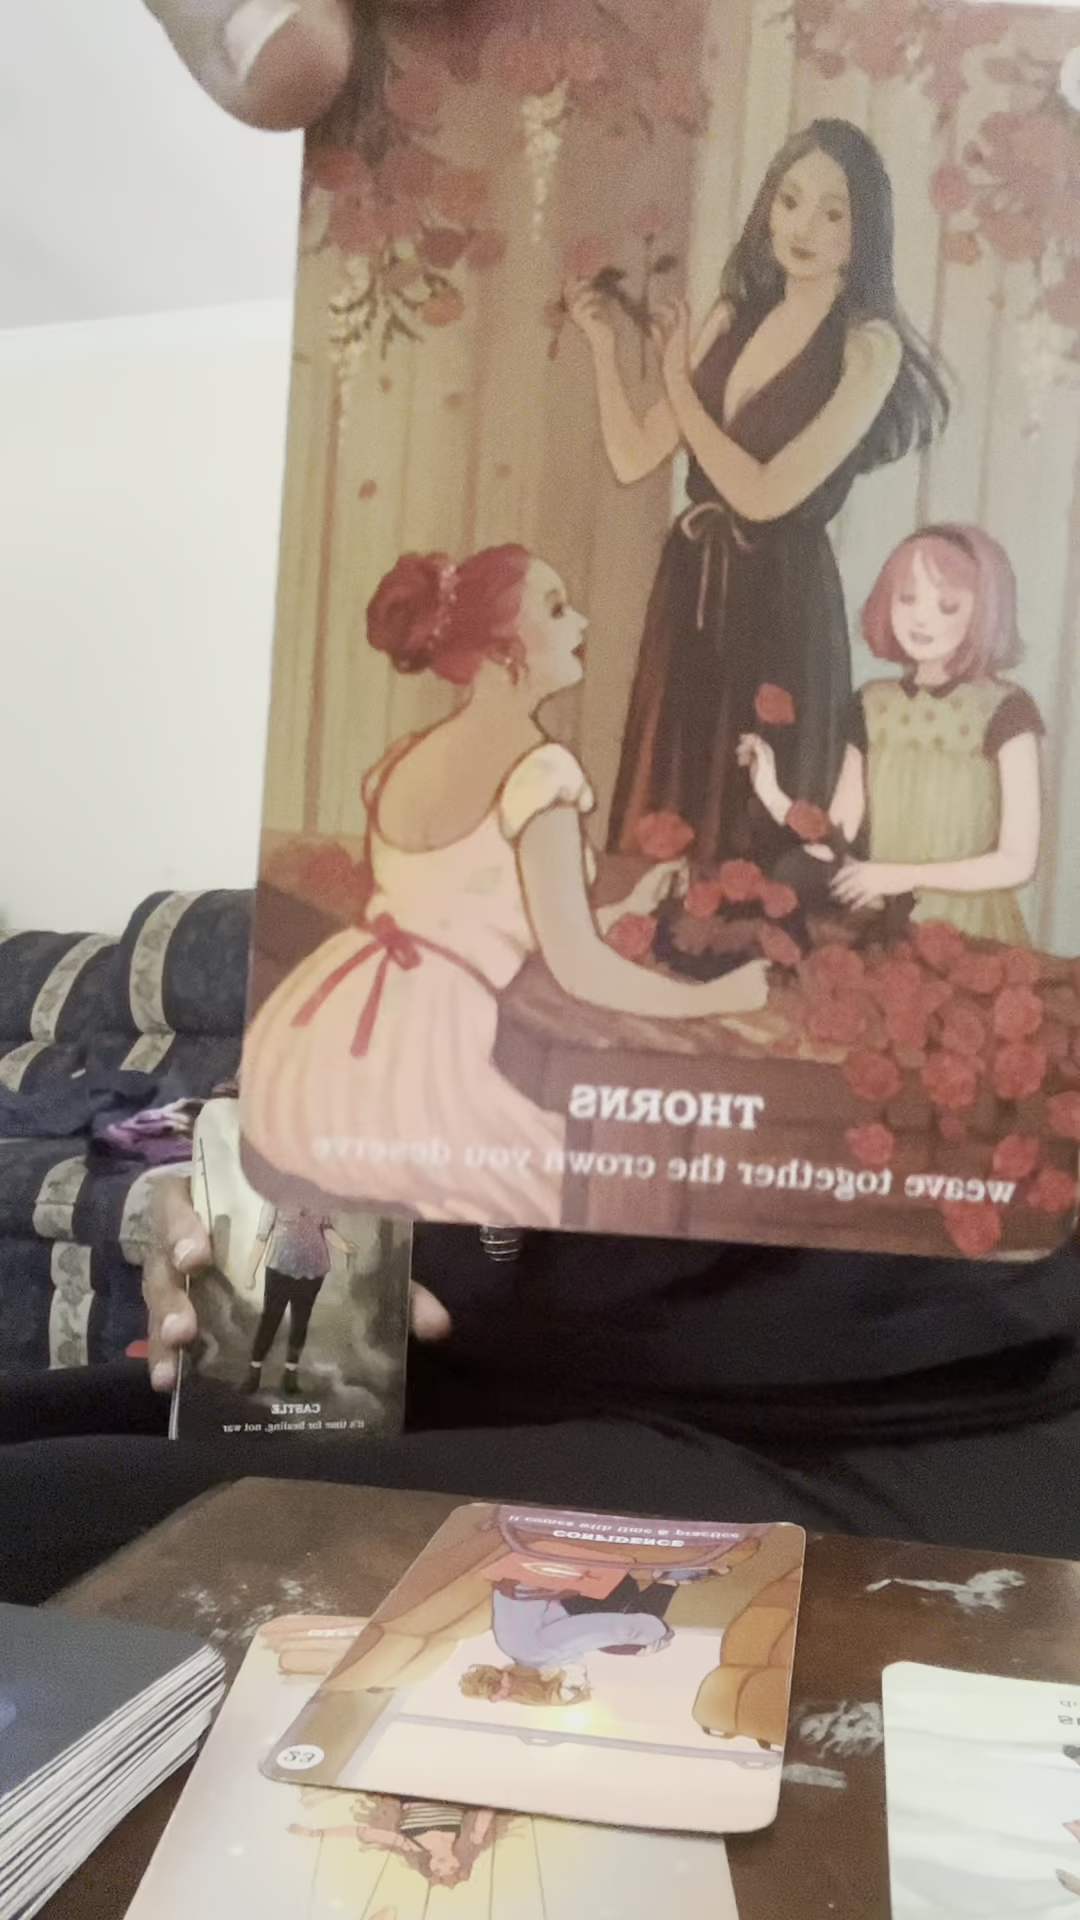 THORNS
weave together the crown you deserve
CASTLE
it's time for healing, not war
it comes with time & practice
CONFIDENCE